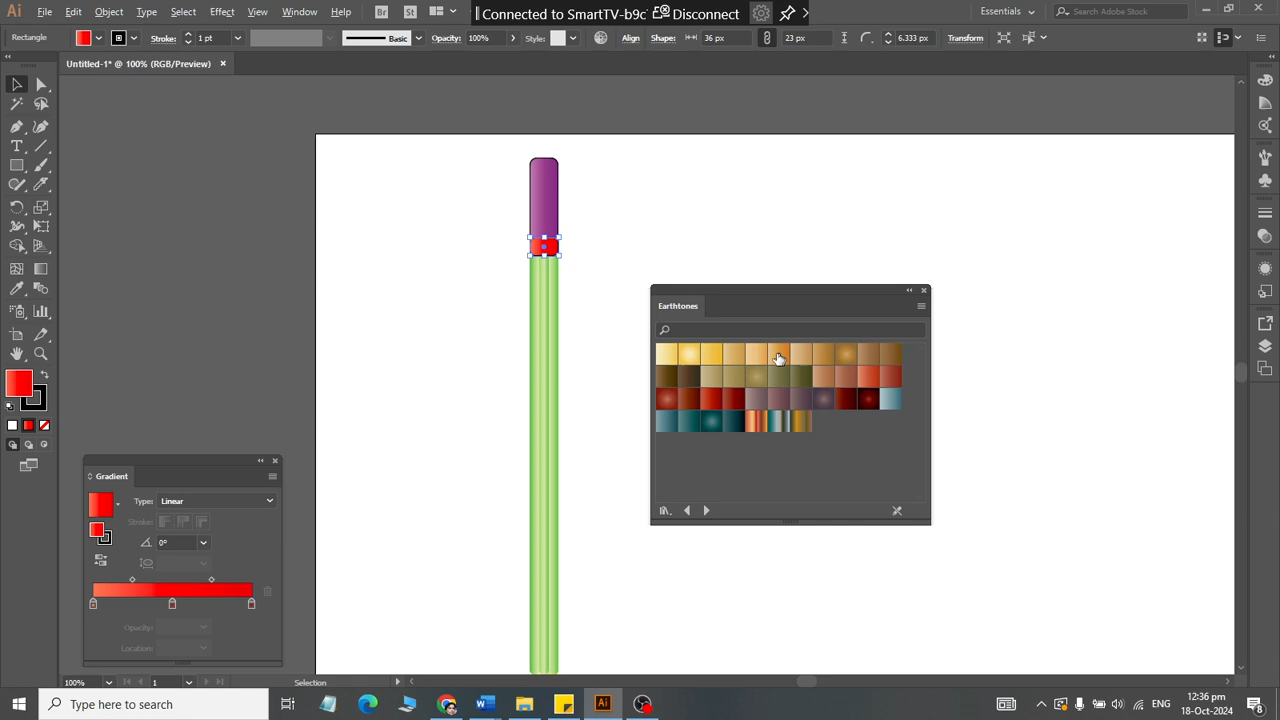 Ai File Edit Object Type Select Effect View Window Help Br St Connected to SmartTV-b9c Disconnect Essentials Search Adobe Stock
Rectangle Stroke: 1 pt Basic Opacity: 100% Style: Align Shape: 36 px 23 px 6.333 px Transform
Untitled-1* @ 100% (RGB/Preview)
Earthtones
Gradient
Type: Linear
Stroke:
0°
Opacity:
Location:
100% 1 Selection
Type here to search
Ai
ENG
12:36 pm
18-Oct-2024
8